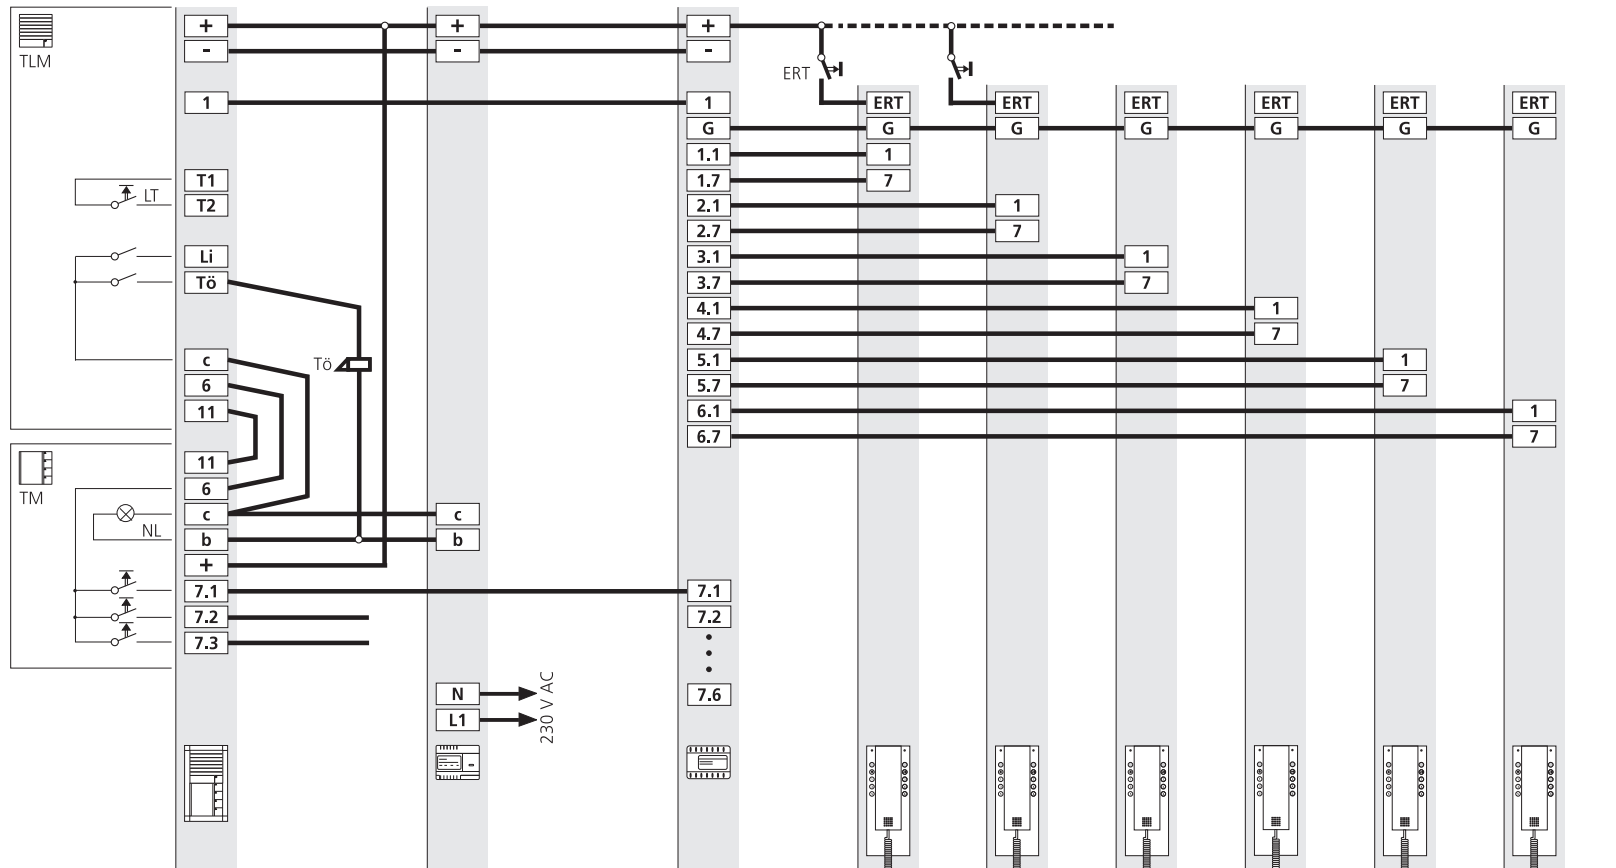 TLM
+ + +
- - -
ERT
1 1 ERT ERT ERT ERT ERT ERT
G G G G G G G
1.1 1
T1 1.7 7
LT
T2 2.1 1
2.7 7
Li 3.1 1
Tö 3.7 7
4.1 1
4.7 7
c 5.1 1
Tö
6 5.7 7
11 6.1 1
6.7 7
11
TM
6
c c
NL
b b
+
7.1 7.1
7.2 7.2
7.3
N 7.6
L1
230 V AC